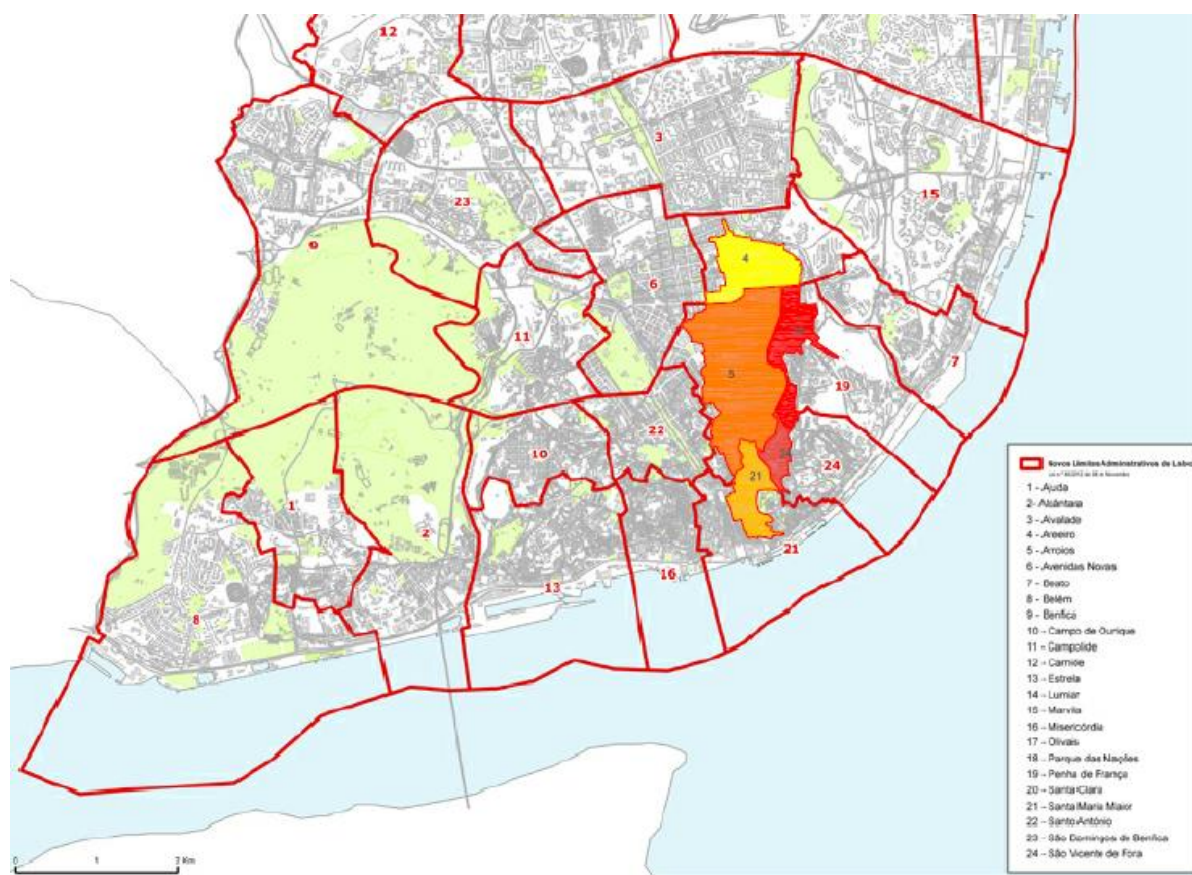 12
3
23
15
9
4
6
11
5
19
7
22
10
24
21
1
2
21
16
13
8
0 1 3 Km
Novos Limites Administrativos de Lisboa
1 - Ajuda
2- Alcântara
3 - Alvalade
4 - Areeiro
5 - Arroios
6 - Avenidas Novas
7 - Beato
8 - Belém
9 - Benfica
10 - Campo de Ourique
11 - Campolide
12 - Carnide
13 - Estrela
14 - Lumiar
15 - Marvila
16 - Misericórdia
17 - Olivais
18 - Parque das Nações
19 - Penha de França
20 - Santa Clara
21 - Santa Maria Maior
22 - Santo António
23 - São Domingos de Benfica
24 - São Vicente de Fora